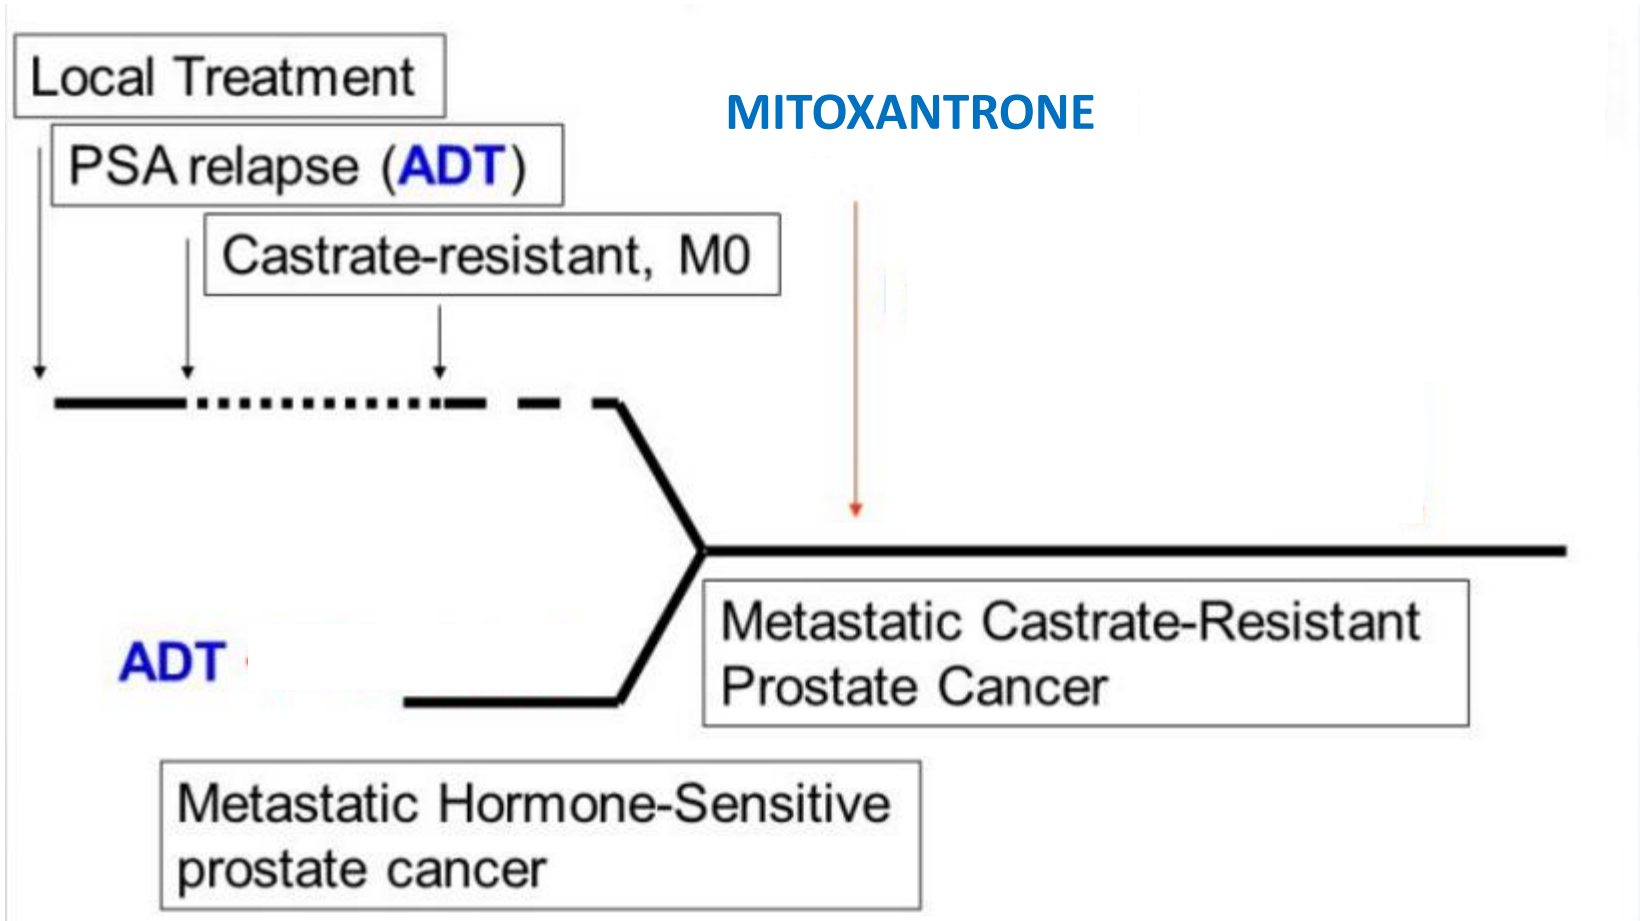 Local Treatment
MITOXANTRONE
PSA relapse (ADT)
Castrate-resistant, M0
ADT
Metastatic Castrate-Resistant
Prostate Cancer
Metastatic Hormone-Sensitive
prostate cancer